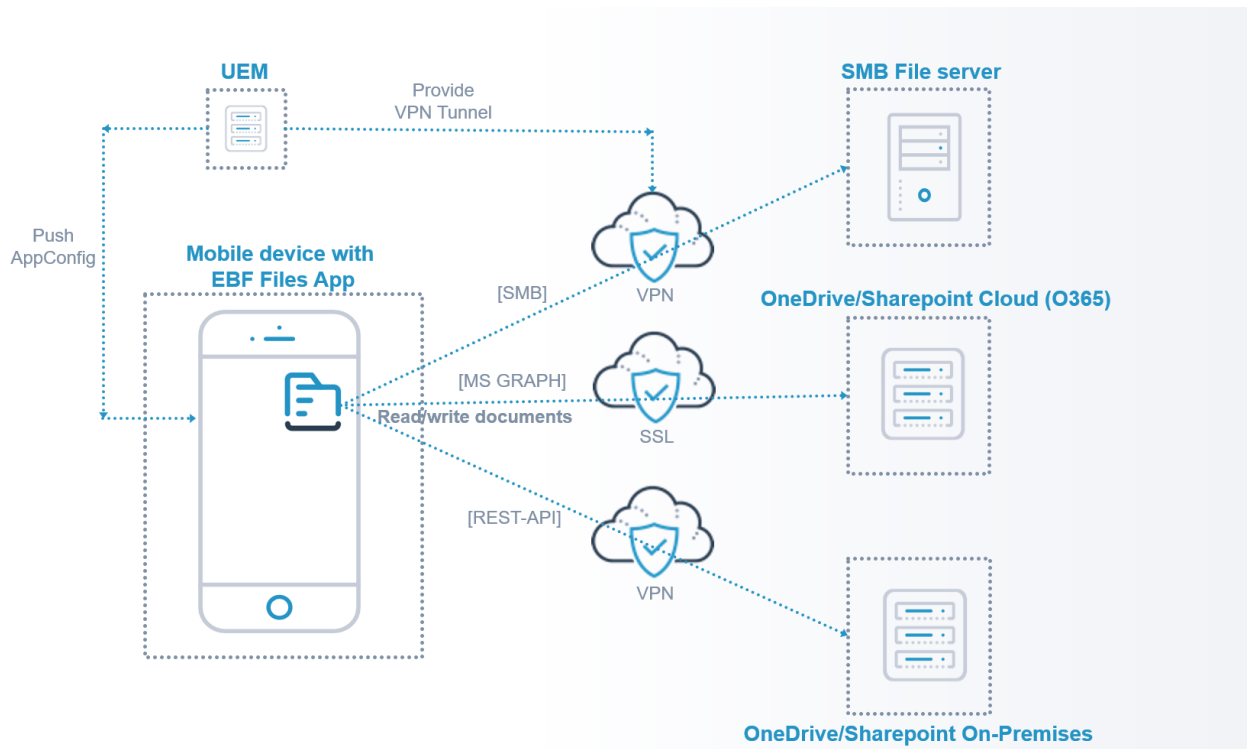 UEM
Provide
VPN Tunnel
SMB File server
Push
AppConfig
Mobile device with
EBF Files App
[SMB]
VPN
OneDrive/Sharepoint Cloud (O365)
[MS GRAPH]
Read/write documents
SSL
[REST-API]
VPN
OneDrive/Sharepoint On-Premises